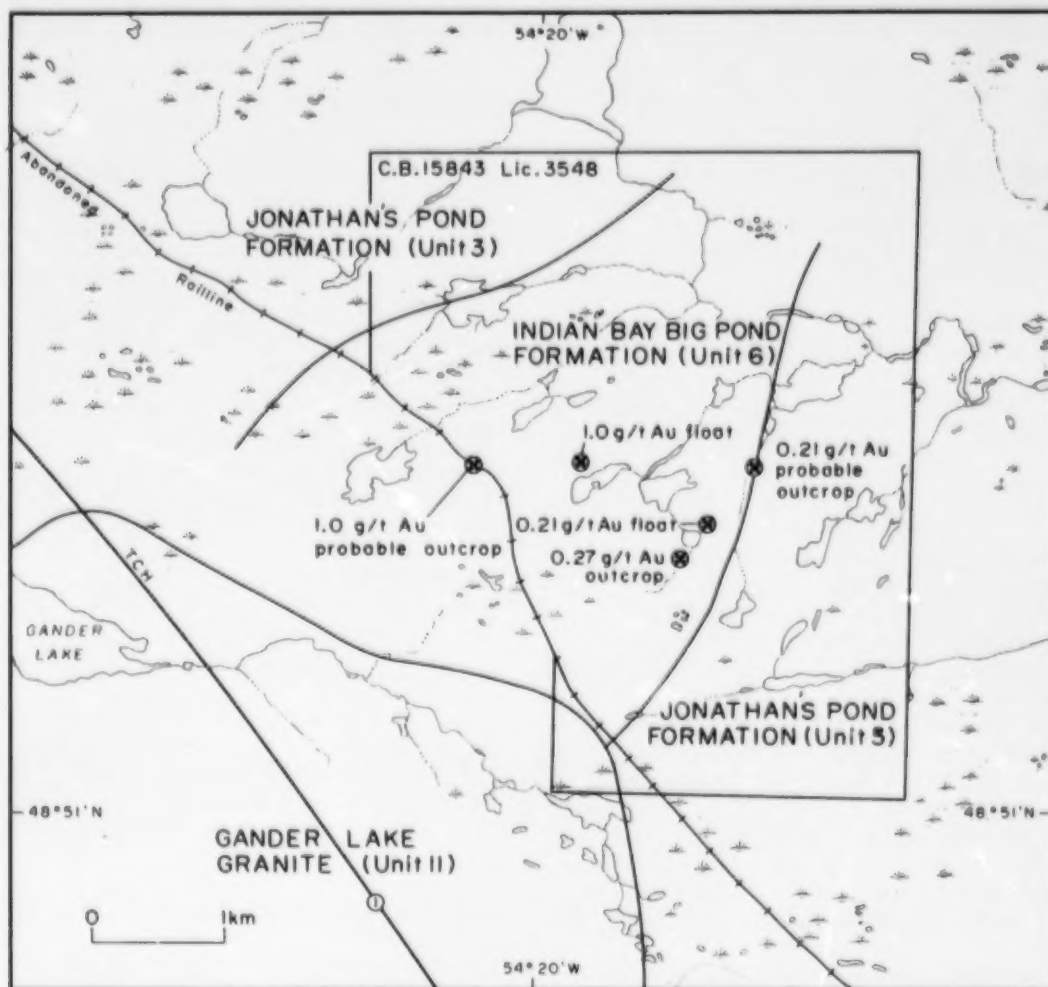 54°20'W
C.B.15843 Lic.3548
Abandoned
JONATHAN'S POND
FORMATION (Unit 3)
Railline
INDIAN BAY BIG POND
FORMATION (Unit 6)
1.0 g/t Au float
0.21 g/t Au
probable
outcrop
1.0 g/t Au
probable outcrop
0.21 g/t Au float
0.27 g/t Au
outcrop
TCH
GANDER
LAKE
JONATHAN'S POND
FORMATION (Unit 5)
48°51'N
48°51'N
GANDER LAKE
GRANITE (Unit 11)
1
0 1km
54°20'W